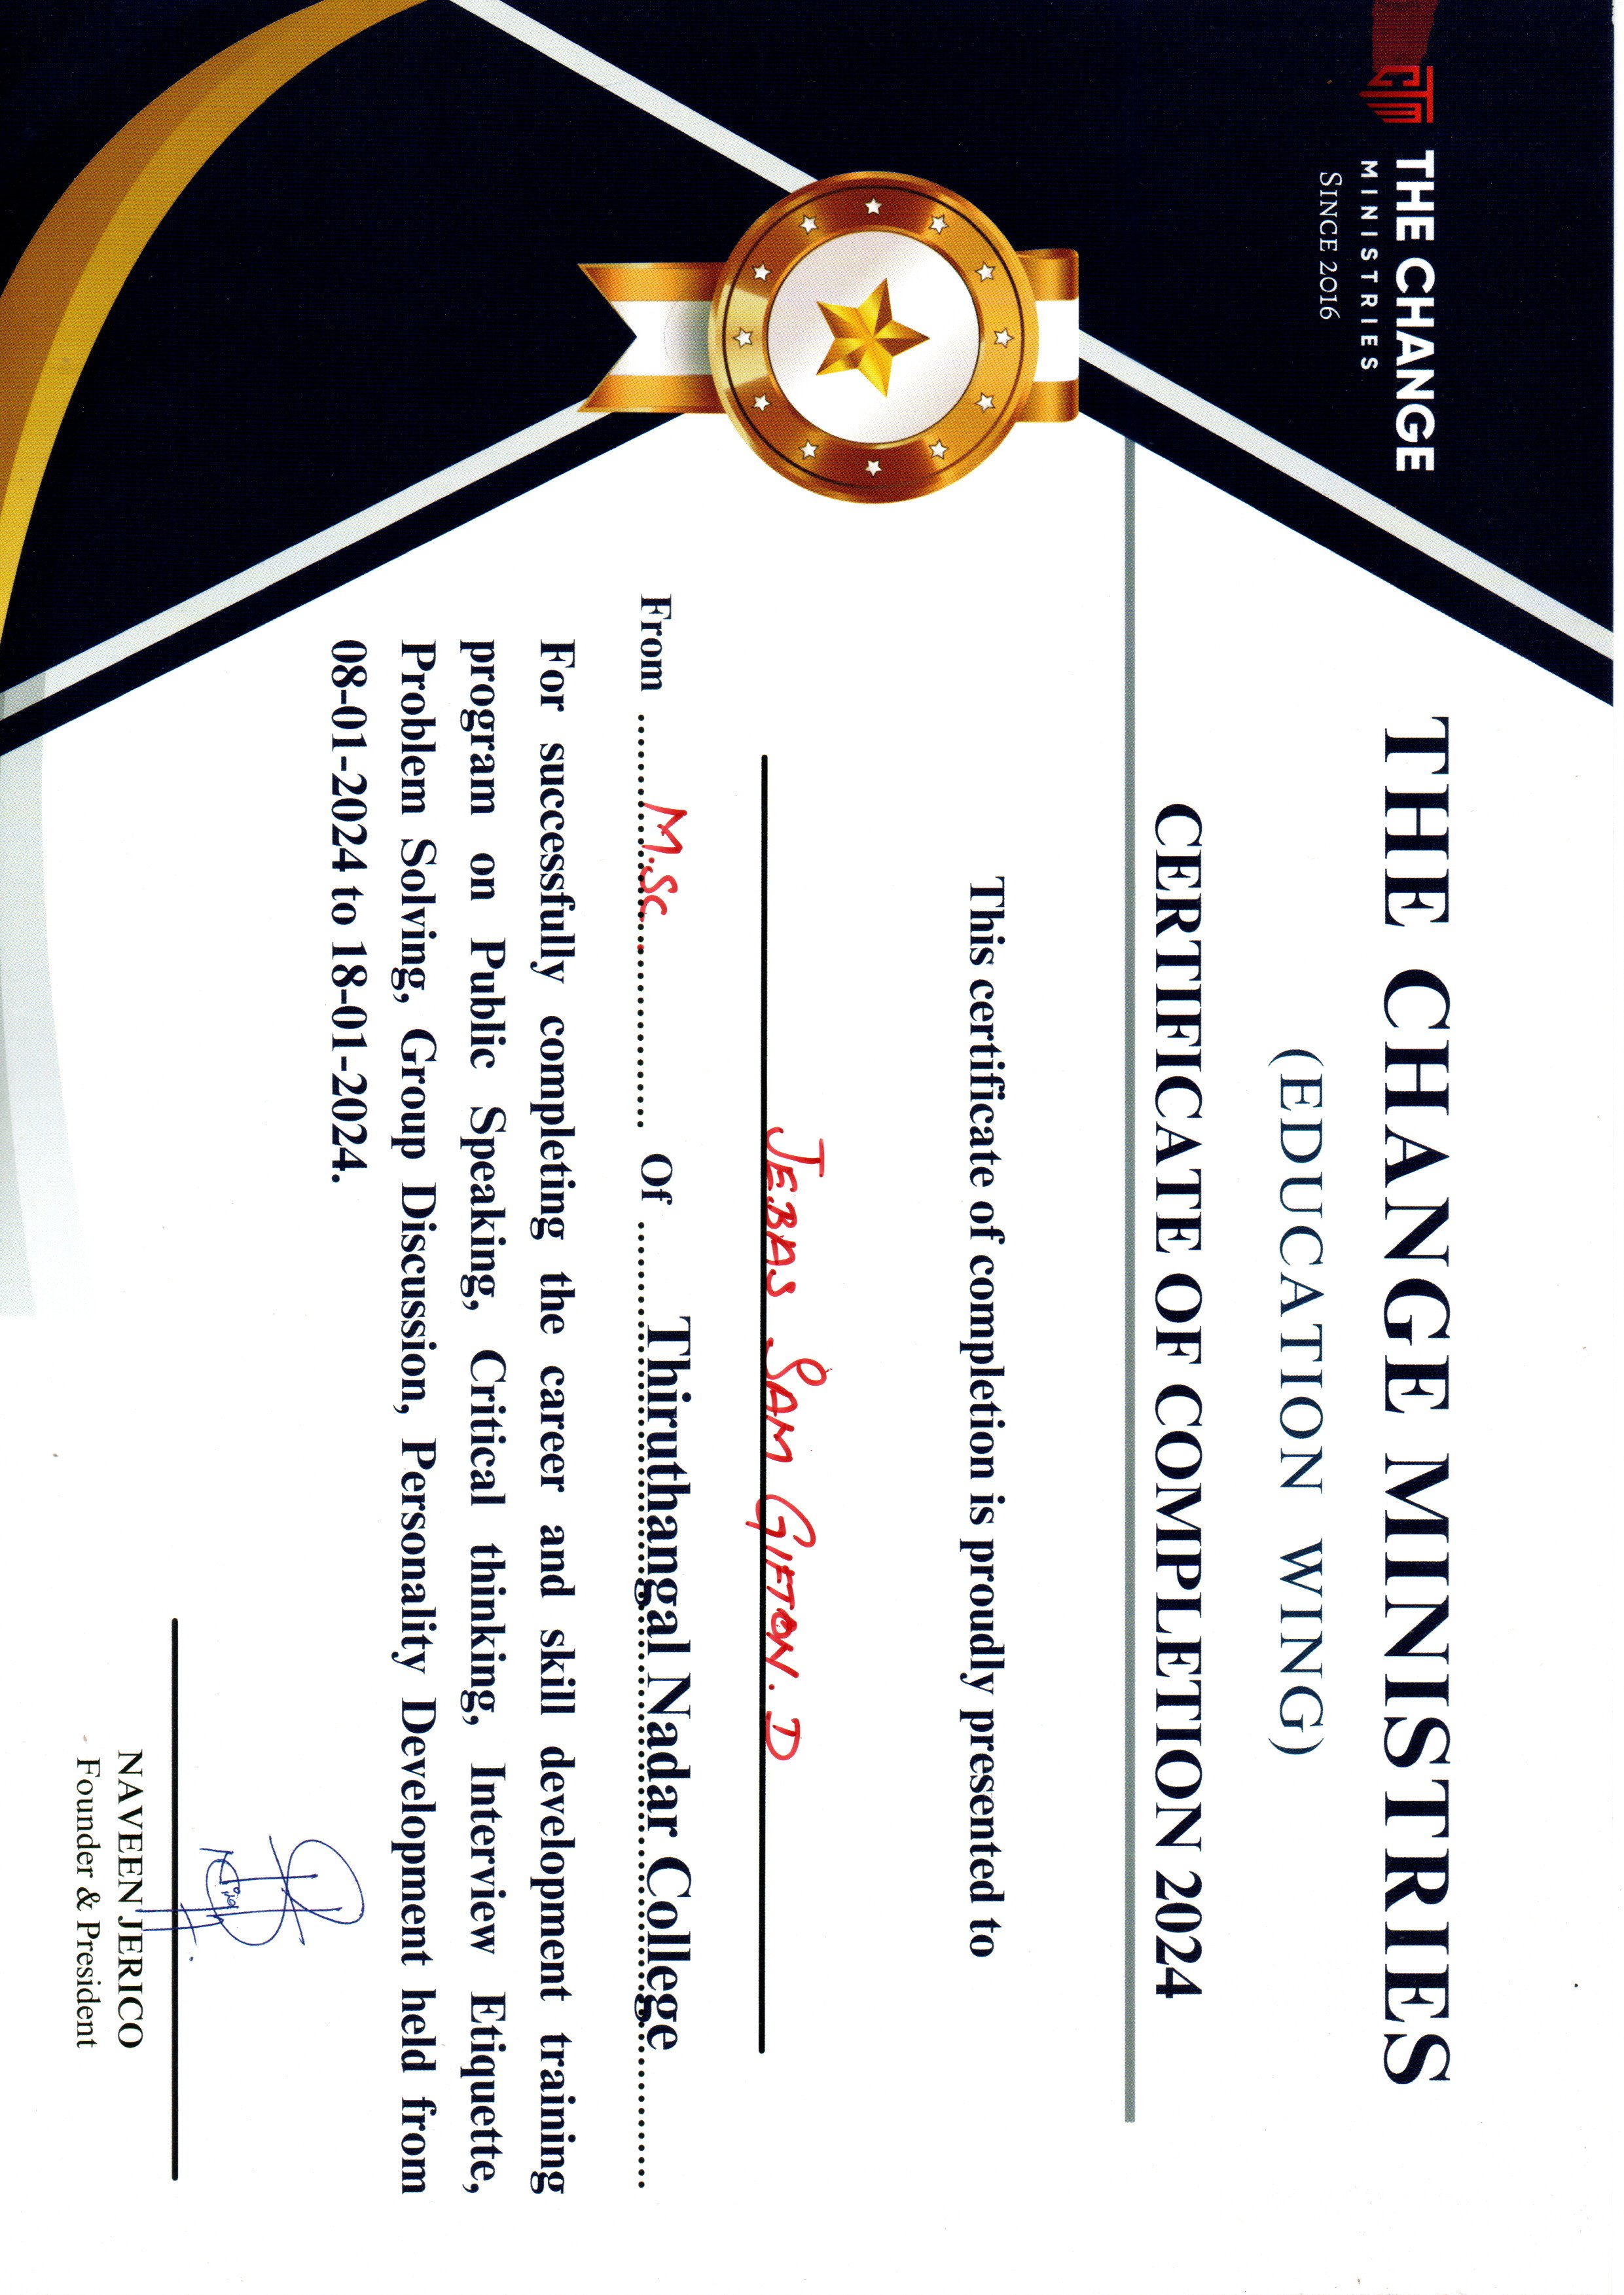 THE CHANGE
MINISTRIES
SINCE 2016
THE CHANGE MINISTRIES
(EDUCATION WING)
CERTIFICATE OF COMPLETION 2024
This certificate of completion is proudly presented to
JEBAS SAM GIFTON. D
From M.Sc. Of Thiruthangal Nadar College
For successfully completing the career and skill development training
program on Public Speaking, Critical thinking, Interview Etiquette,
Problem Solving, Group Discussion, Personality Development held from
08-01-2024 to 18-01-2024.
NAVEEN JERICO
Founder & President